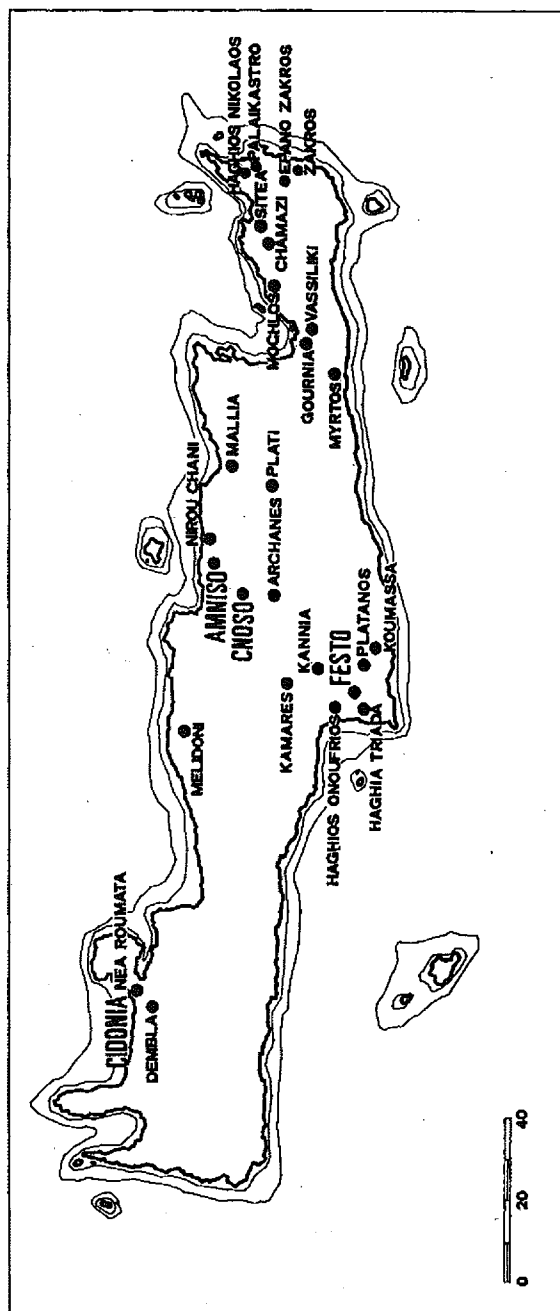 CIDONIA
NEA ROUMATA
DEMBLA
MELIDONI
AMNISO
CNOSO
NIROU CHANI
MALLIA
ARCHANES
PLATI
KAMARES
KANNIA
HAGHIOS ONOUFRIOS
FESTO
PLATANOS
HAGHIA TRIADA
KOUMASSA
MOCHLOS
CHAMAZI
SITEA
HAGHIOS NIKOLAOS
PALAIKASTRO
EPANO ZAKROS
ZAKROS
GOURNIA
VASSILIKI
MYRTOS
0 20 40